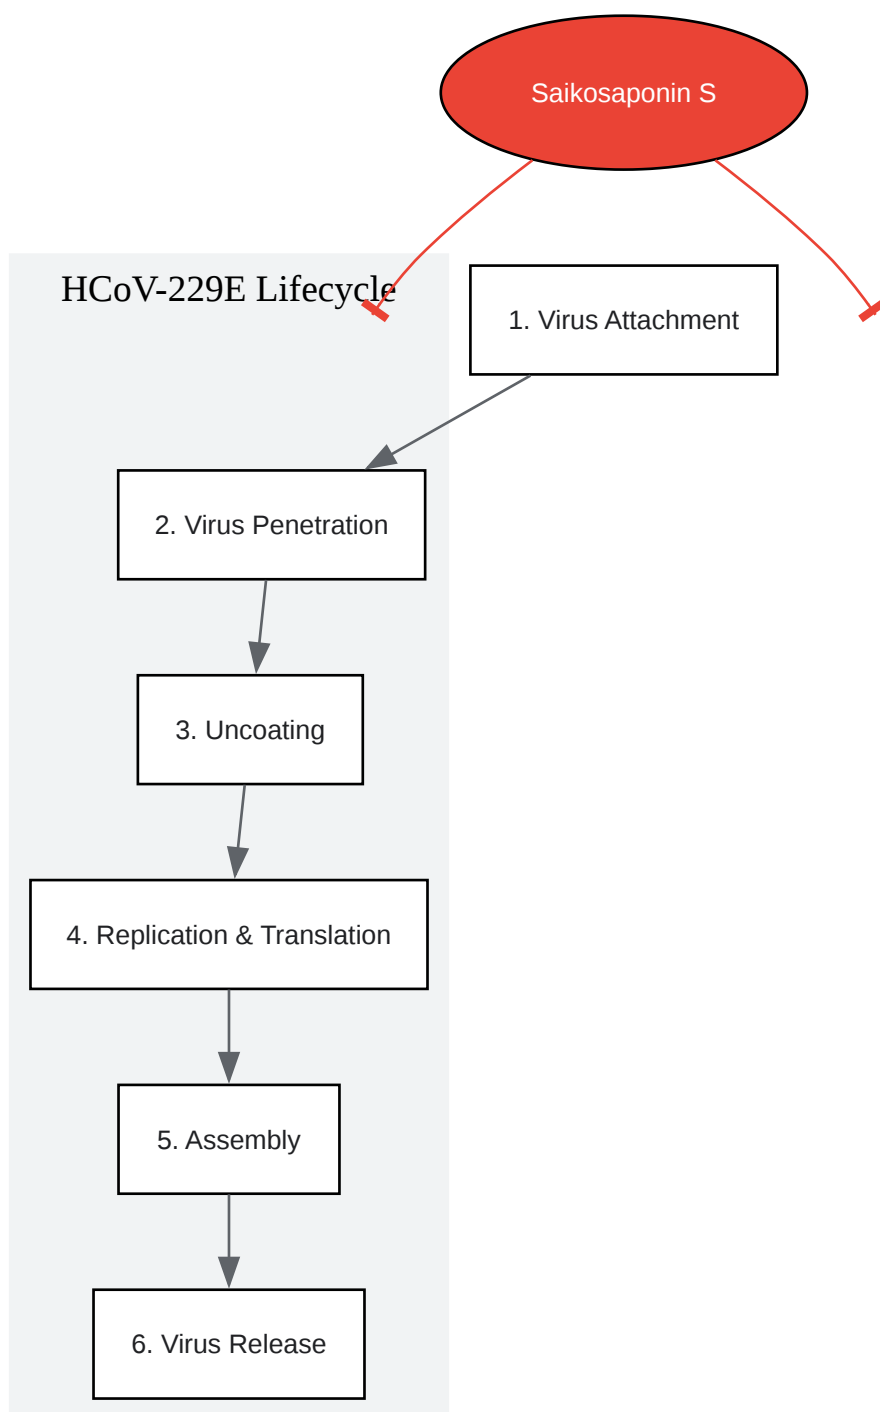 Saikosaponin S
HCoV-229E Lifecycle
1. Virus Attachment
2. Virus Penetration
3. Uncoating
4. Replication & Translation
5. Assembly
6. Virus Release